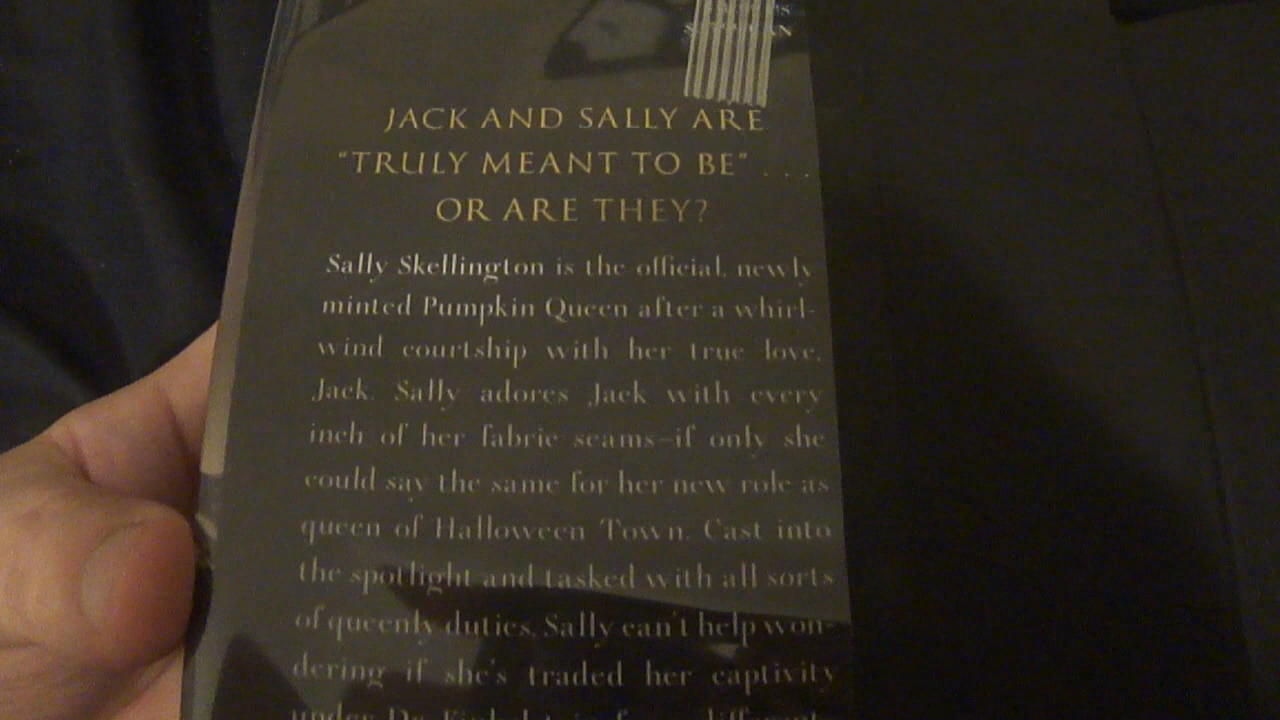 JACK AND SALLY ARE
"TRULY MEANT TO BE" . . .
OR ARE THEY?
Sally Skellington is the official, newly
minted Pumpkin Queen after a whirl-
wind courtship with her true love,
Jack. Sally adores Jack with every
inch of her fabric seams–if only she
could say the same for her new role as
queen of Halloween Town. Cast into
the spotlight and tasked with all sorts
of queenly duties, Sally can't help won-
dering if she's traded her captivity
under Dr.